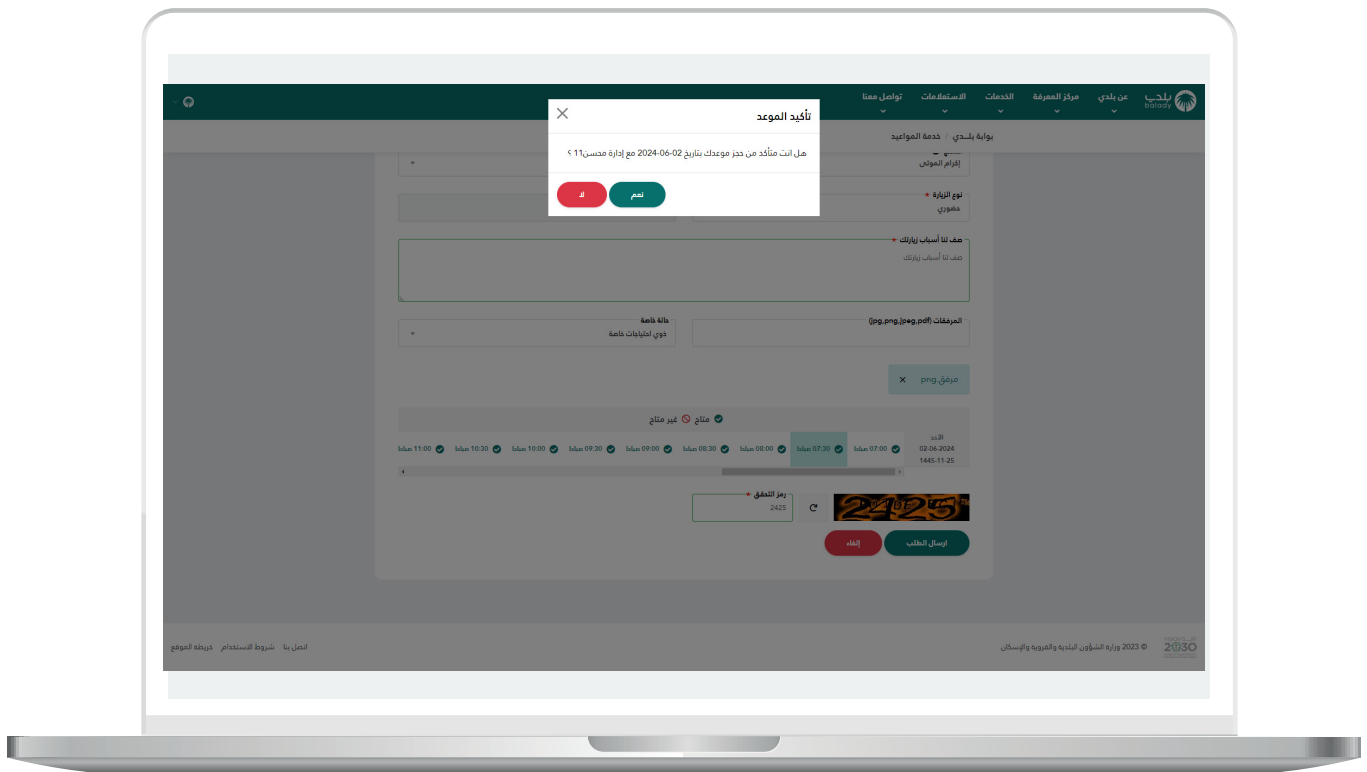 بلدي
balady
عن بلدي
مركز المعرفة
الخدمات
الاستعلامات
تواصل معنا
بوابة بلــدي / خدمة المواعيد
تأكيد الموعد
هل انت متأكد من حجز موعدك بتاريخ 2024-06-02 مع إدارة محسن11 ؟
نعم
لا
إكرام الموتى
نوع الزيارة *
حضوري
صف لنا أسباب زيارتك *
صف لنا أسباب زيارتك
المرفقات (jpg,png,jpeg,pdf)
حالة خاصة
ذوي احتياجات خاصة
مرفق.png
متاح
غير متاح
الأحد
02-06-2024
1445-11-25
07:00 صباحا
07:30 صباحا
08:00 صباحا
08:30 صباحا
09:00 صباحا
09:30 صباحا
10:00 صباحا
10:30 صباحا
11:00 صباحا
2425
رمز التحقق *
2425
ارسال الطلب
إلغاء
2030
© 2023 وزارة الشؤون البلدية والقروية والإسكان
اتصل بنا
شروط الاستخدام
خريطة الموقع